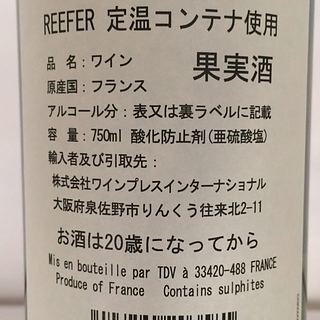 REEFER 定温コンテナ使用
品 名：ワイン 果実酒
原産国：フランス
アルコール分：表又は裏ラベルに記載
容 量：750ml 酸化防止剤(亜硫酸塩)
輸入者及び引取先：
株式会社ワインプレスインターナショナル
大阪府泉佐野市りんくう往来北2-11
お酒は20歳になってから
Mis en bouteille par TDV à 33420-488 FRANCE
Produce of France Contains sulphites